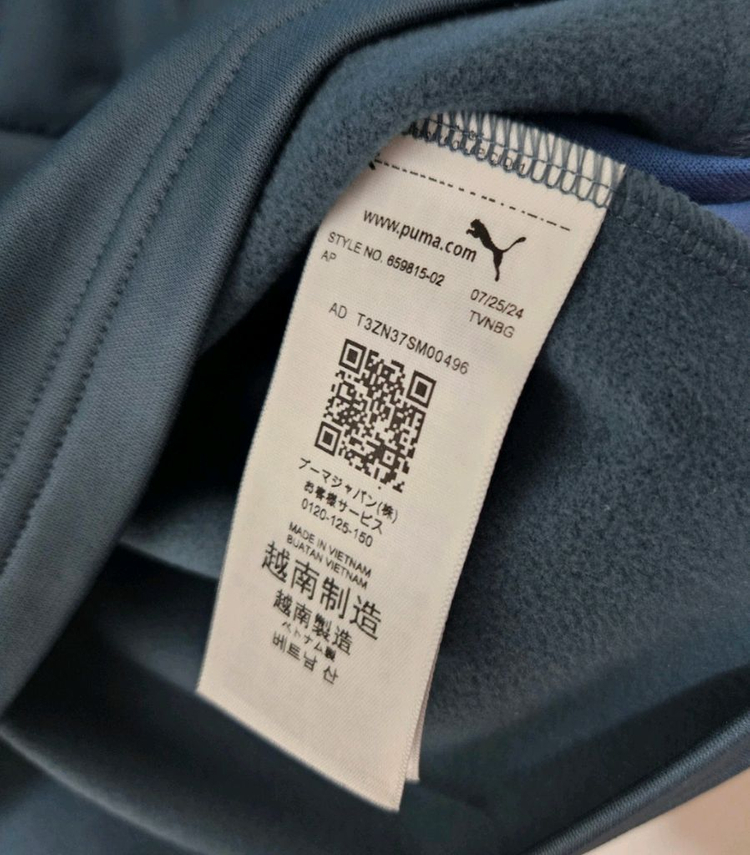 www.puma.com
STYLE NO. 659815-02
AP
07/25/24
TVNBG
AD T3ZN37SM00496
プーマジャパン(株)
お客様サービス
0120-125-150
MADE IN VIETNAM
BUATAN VIETNAM
越南制造
越南製造
ベトナム製
베트남 산